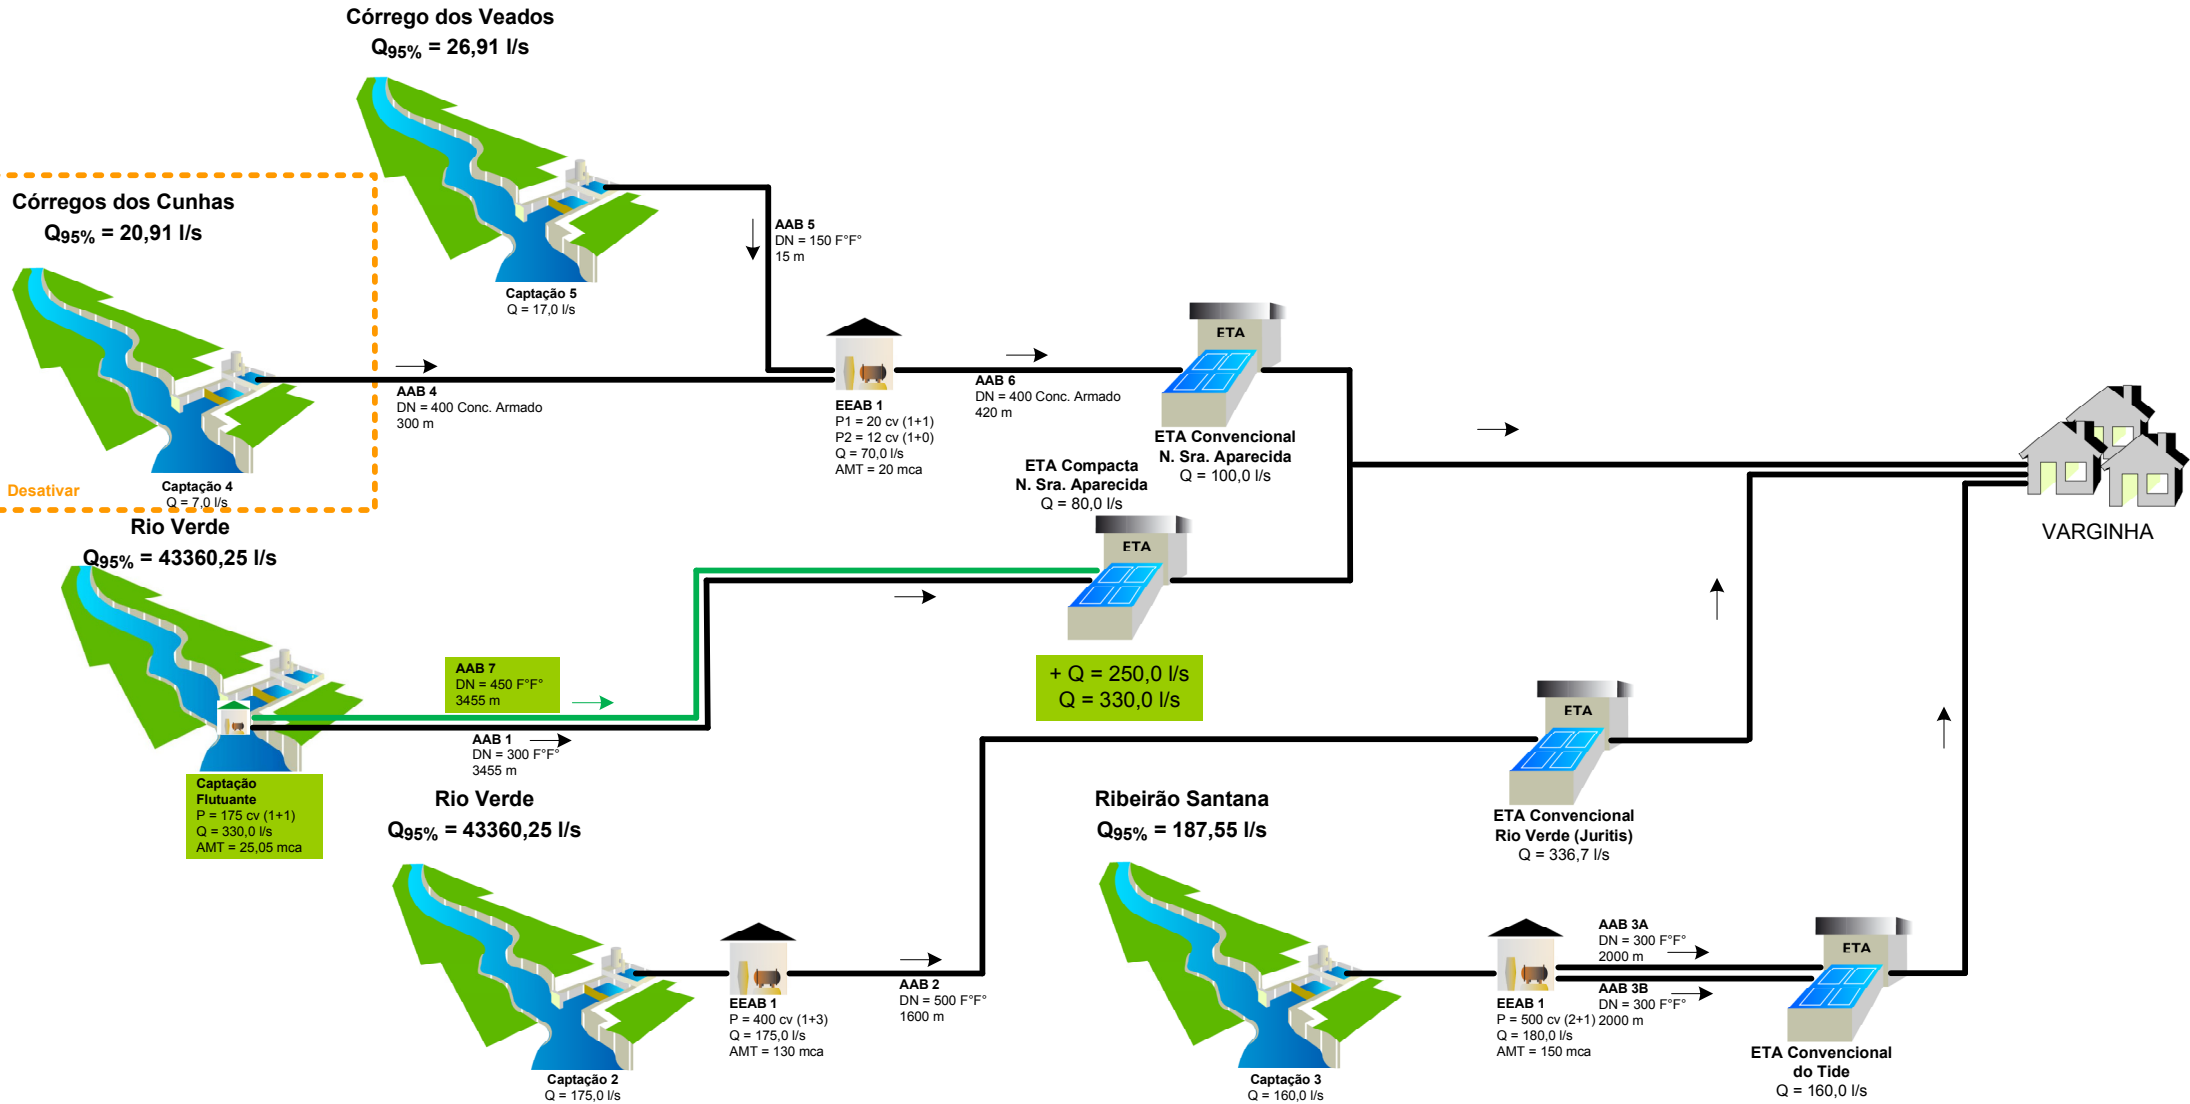 Córrego dos Veados
Q95% = 26,91 l/s
Captação 5
Q = 17,0 l/s
AAB 5
DN = 150 F°F°
15 m
Córregos dos Cunhas
Q95% = 20,91 l/s
Captação 4
Q = 7,0 l/s
Desativar
AAB 4
DN = 400 Conc. Armado
300 m
EEAB 1
P1 = 20 cv (1+1)
P2 = 12 cv (1+0)
Q = 70,0 l/s
AMT = 20 mca
AAB 6
DN = 400 Conc. Armado
420 m
ETA
ETA Convencional
N. Sra. Aparecida
Q = 100,0 l/s
ETA Compacta
N. Sra. Aparecida
Q = 80,0 l/s
ETA
+ Q = 250,0 l/s
Q = 330,0 l/s
VARGINHA
Rio Verde
Q95% = 43360,25 l/s
AAB 7
DN = 450 F°F°
3455 m
AAB 1
DN = 300 F°F°
3455 m
Captação
Flutuante
P = 175 cv (1+1)
Q = 330,0 l/s
AMT = 25,05 mca
Rio Verde
Q95% = 43360,25 l/s
Captação 2
Q = 175,0 l/s
EEAB 1
P = 400 cv (1+3)
Q = 175,0 l/s
AMT = 130 mca
AAB 2
DN = 500 F°F°
1600 m
ETA
ETA Convencional
Rio Verde (Juritis)
Q = 336,7 l/s
Ribeirão Santana
Q95% = 187,55 l/s
Captação 3
Q = 160,0 l/s
EEAB 1
P = 500 cv (2+1)
Q = 180,0 l/s
AMT = 150 mca
AAB 3A
DN = 300 F°F°
2000 m
AAB 3B
DN = 300 F°F°
2000 m
ETA
ETA Convencional
do Tide
Q = 160,0 l/s